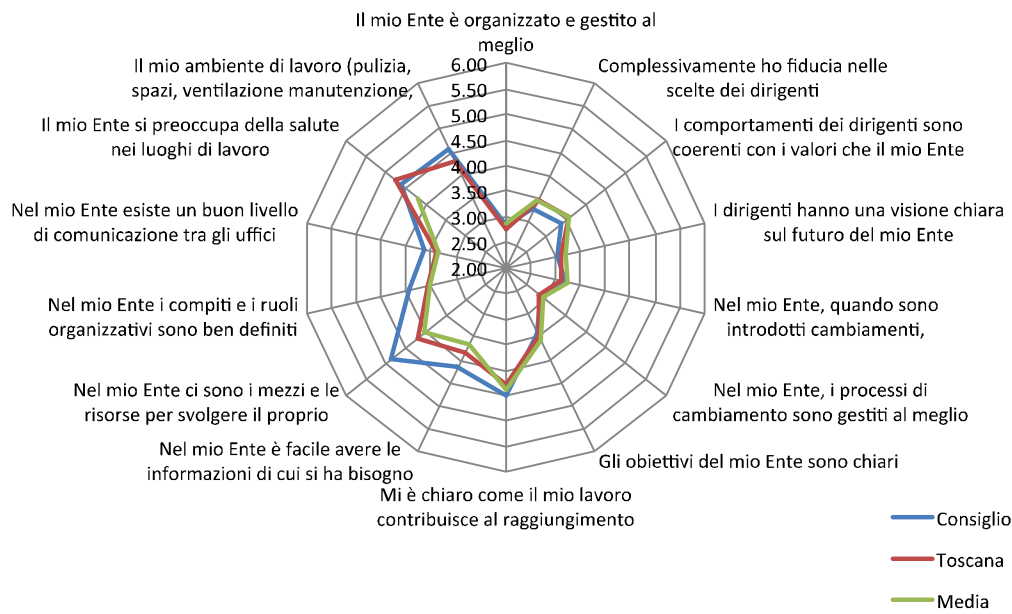 Il mio Ente è organizzato e gestito al
meglio
Complessivamente ho fiducia nelle
scelte dei dirigenti
I comportamenti dei dirigenti sono
coerenti con i valori che il mio Ente
I dirigenti hanno una visione chiara
sul futuro del mio Ente
Nel mio Ente, quando sono
introdotti cambiamenti,
Nel mio Ente, i processi di
cambiamento sono gestiti al meglio
Gli obiettivi del mio Ente sono chiari
Mi è chiaro come il mio lavoro
contribuisce al raggiungimento
Nel mio Ente è facile avere le
informazioni di cui si ha bisogno
Nel mio Ente ci sono i mezzi e le
risorse per svolgere il proprio
Nel mio Ente i compiti e i ruoli
organizzativi sono ben definiti
Nel mio Ente esiste un buon livello
di comunicazione tra gli uffici
Il mio Ente si preoccupa della salute
nei luoghi di lavoro
Il mio ambiente di lavoro (pulizia,
spazi, ventilazione manutenzione,
6.00
5.50
5.00
4.50
4.00
3.50
3.00
2.50
2.00
Consiglio
Toscana
Media